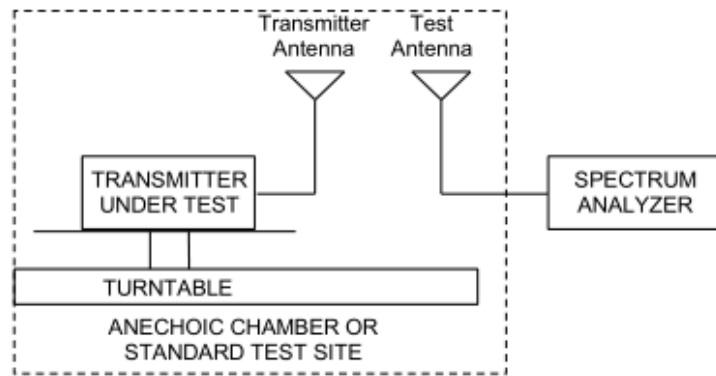 Transmitter
Antenna
Test
Antenna
TRANSMITTER
UNDER TEST
SPECTRUM
ANALYZER
TURNTABLE
ANECHOIC CHAMBER OR
STANDARD TEST SITE